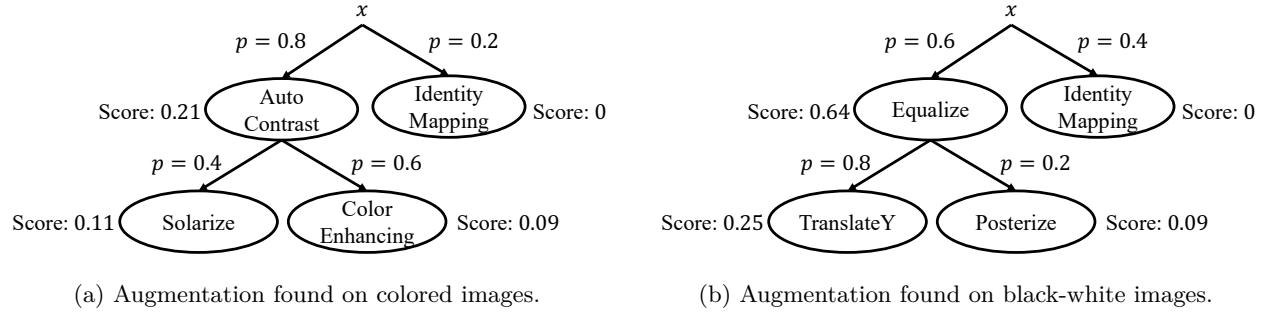 x
p = 0.8
p = 0.2
Score: 0.21
Auto
Contrast
Identity
Mapping
Score: 0
p = 0.4
p = 0.6
Score: 0.11
Solarize
Color
Enhancing
Score: 0.09
(a) Augmentation found on colored images.
x
p = 0.6
p = 0.4
Score: 0.64
Equalize
Identity
Mapping
Score: 0
p = 0.8
p = 0.2
Score: 0.25
TranslateY
Posterize
Score: 0.09
(b) Augmentation found on black-white images.